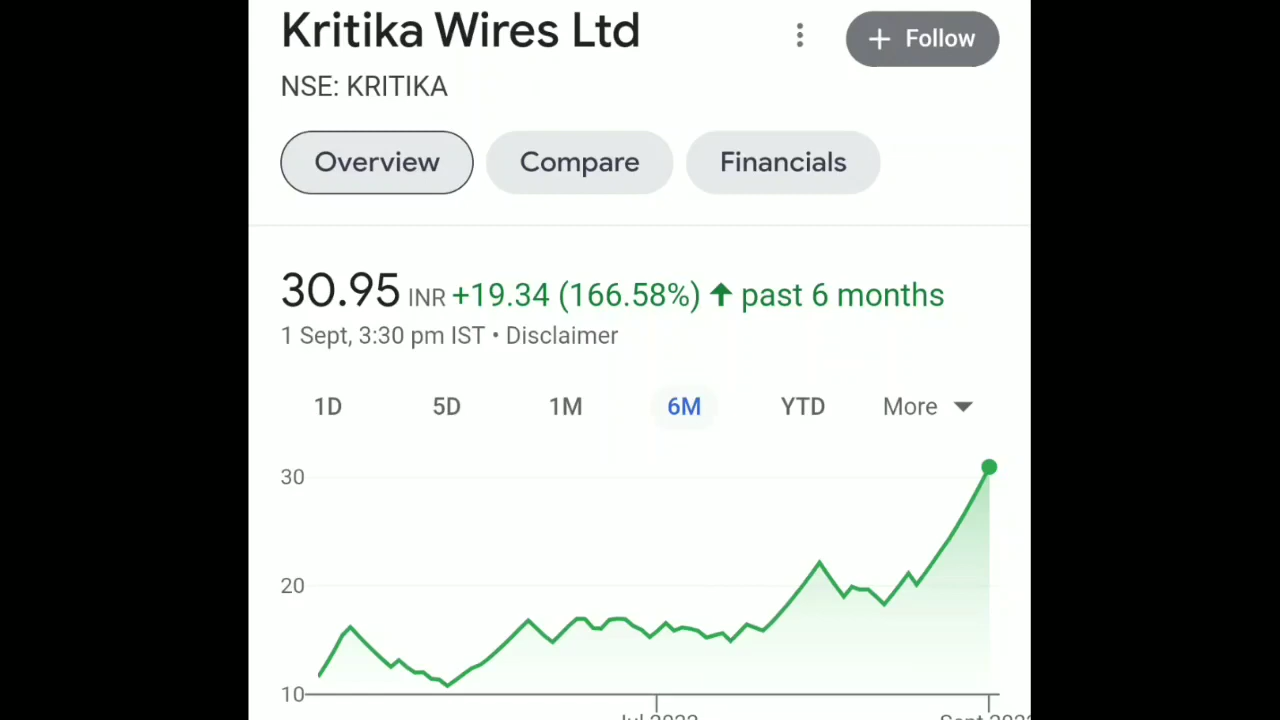 Kritika Wires Ltd
+ Follow
NSE: KRITIKA
Overview Compare Financials
30.95 INR +19.34 (166.58%) ↑ past 6 months
1 Sept, 3:30 pm IST • Disclaimer
1D 5D 1M 6M YTD More
30
20
10